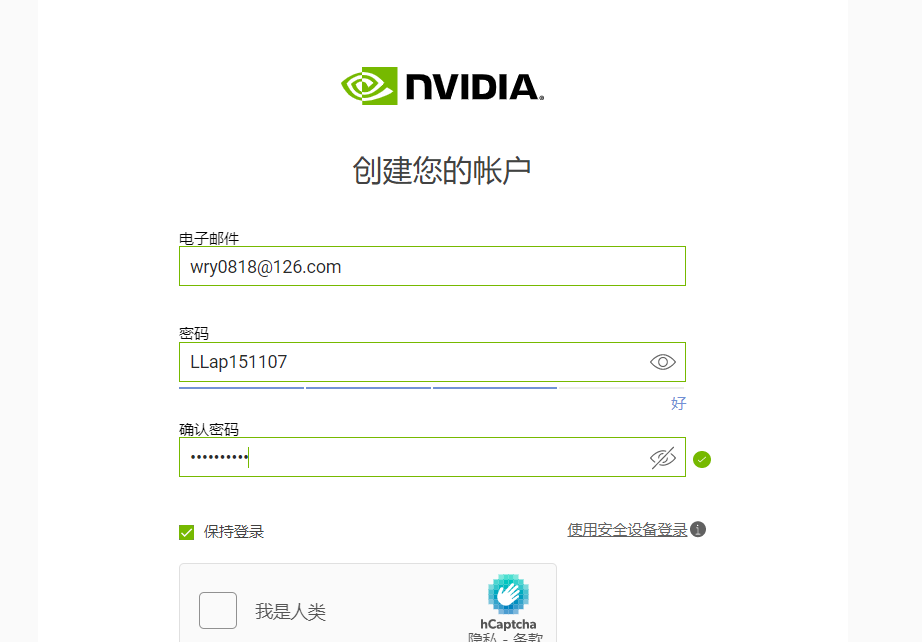 NVIDIA.
创建您的帐户
电子邮件
wry0818@126.com
密码
LLap151107
好
确认密码
••••••••••
保持登录
使用安全设备登录
我是人类
hCaptcha
隐私 - 条款